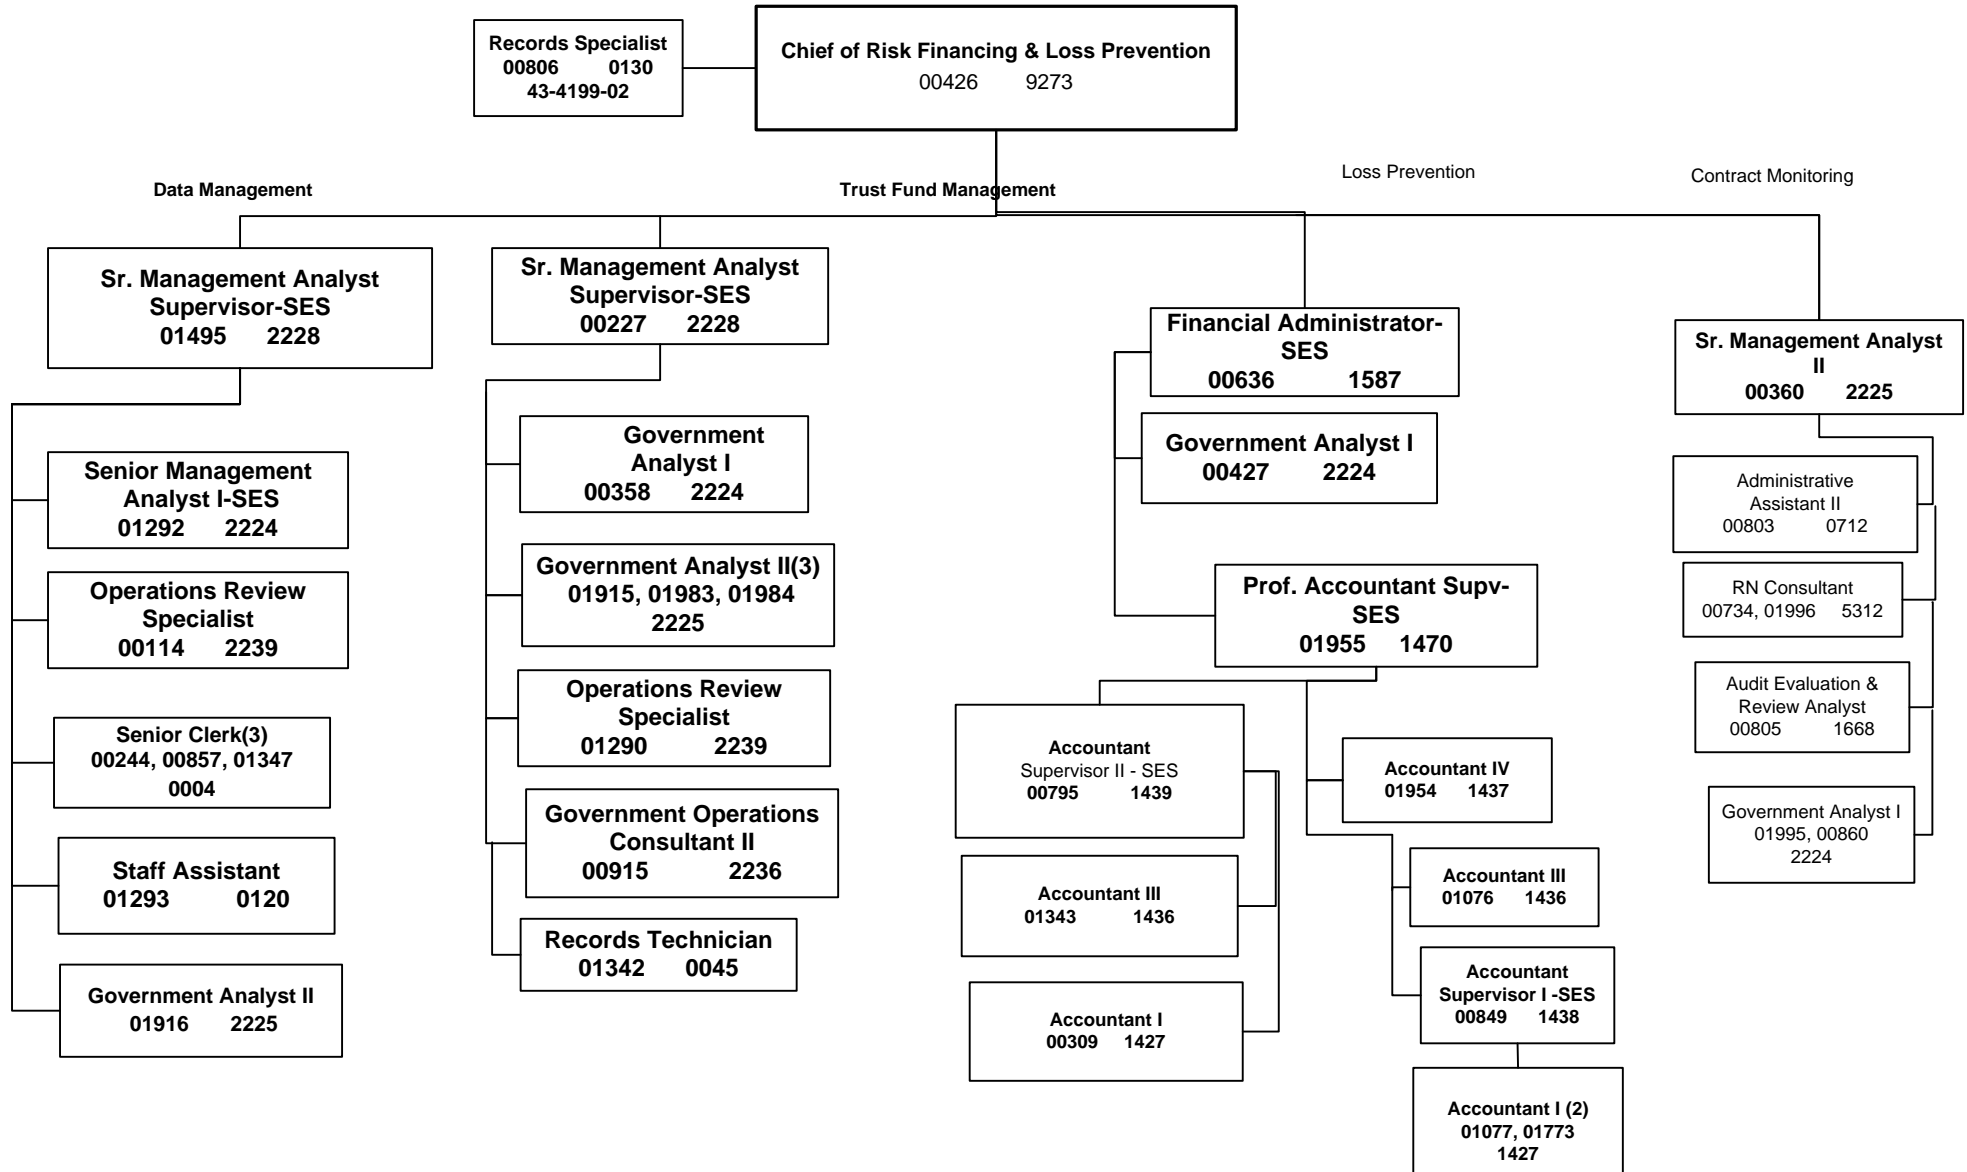 Records Specialist
00806 0130
43-4199-02
Chief of Risk Financing & Loss Prevention
00426 9273
Data Management
Trust Fund Management
Loss Prevention
Contract Monitoring
Sr. Management Analyst
Supervisor-SES
01495 2228
Senior Management
Analyst I-SES
01292 2224
Operations Review
Specialist
00114 2239
Senior Clerk(3)
00244, 00857, 01347
0004
Staff Assistant
01293 0120
Government Analyst II
01916 2225
Sr. Management Analyst
Supervisor-SES
00227 2228
Government
Analyst I
00358 2224
Government Analyst II(3)
01915, 01983, 01984
2225
Operations Review
Specialist
01290 2239
Government Operations
Consultant II
00915 2236
Records Technician
01342 0045
Financial Administrator-
SES
00636 1587
Government Analyst I
00427 2224
Prof. Accountant Supv-
SES
01955 1470
Accountant
Supervisor II - SES
00795 1439
Accountant III
01343 1436
Accountant I
00309 1427
Accountant IV
01954 1437
Accountant III
01076 1436
Accountant
Supervisor I -SES
00849 1438
Accountant I (2)
01077, 01773
1427
Sr. Management Analyst
II
00360 2225
Administrative
Assistant II
00803 0712
RN Consultant
00734, 01996 5312
Audit Evaluation &
Review Analyst
00805 1668
Government Analyst I
01995, 00860
2224